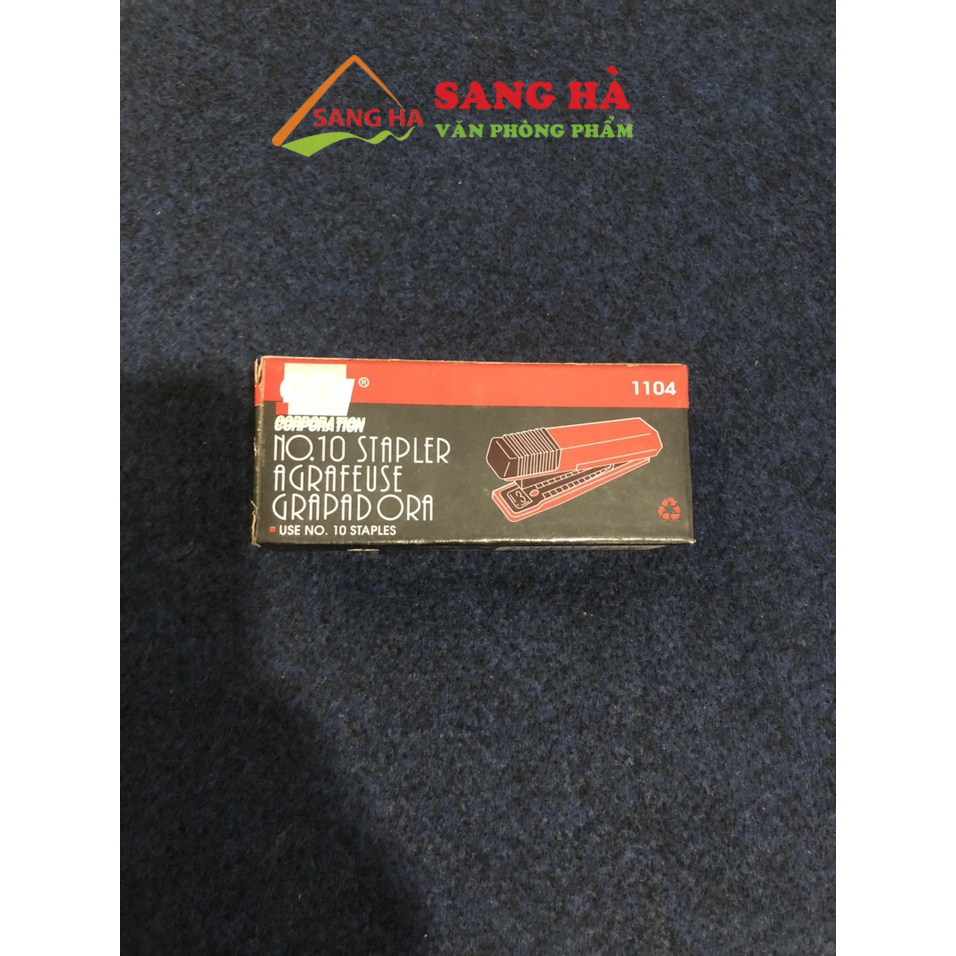 SANG HA
SANG HÀ
VĂN PHÒNG PHẨM
®
1104
CORPORATION
NO.10 STAPLER
AGRAFEUSE
GRAPADORA
USE NO. 10 STAPLES